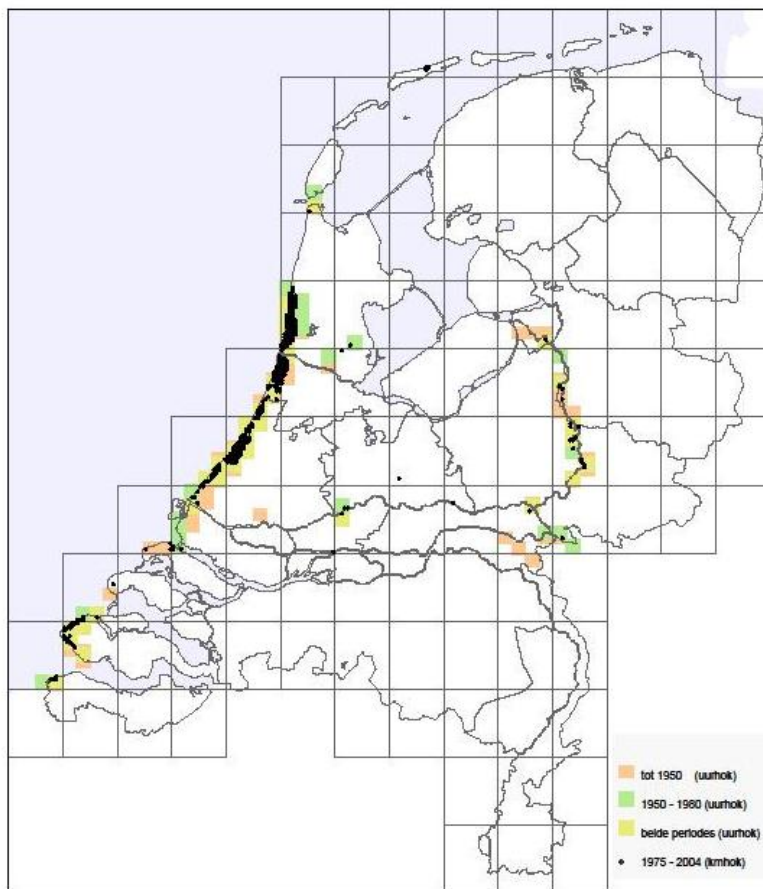 tot 1950 (uurhok)
1950 - 1980 (uurhok)
beide periodes (uurhok)
1975 - 2004 (kmhok)